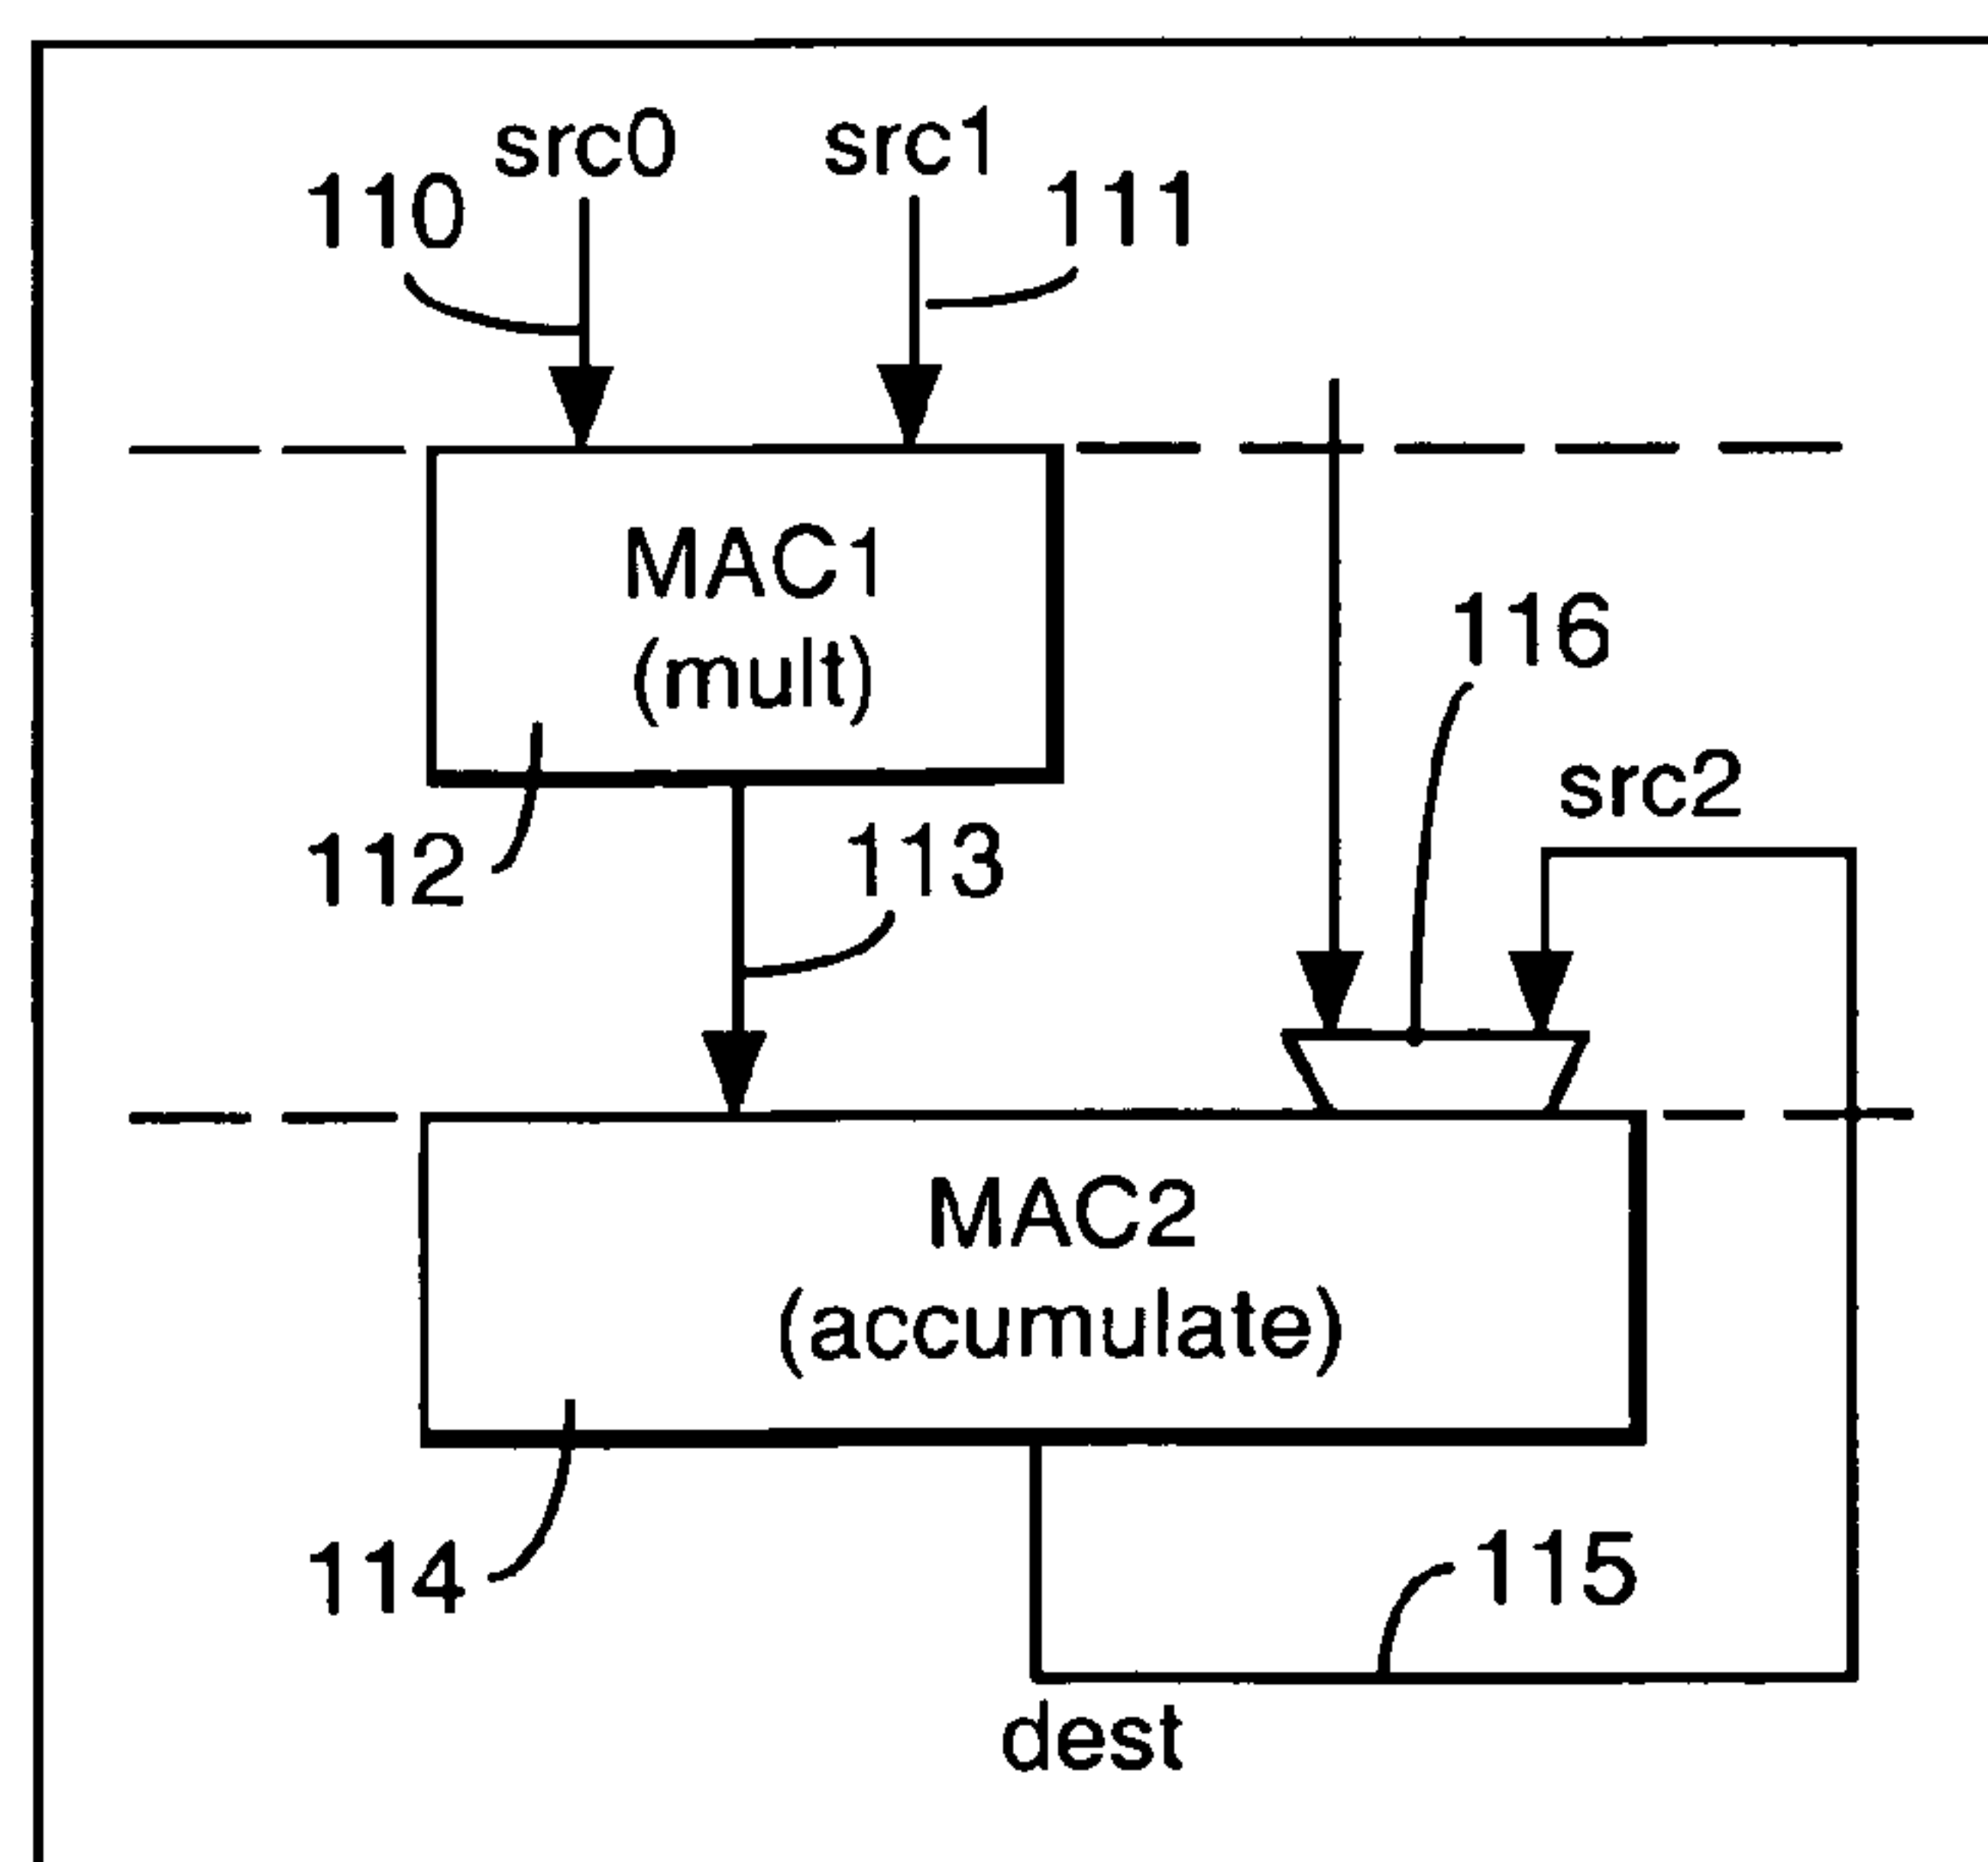 src0
src1
110
111
MAC1
(mult)
116
src2
112
113
MAC2
(accumulate)
114
115
dest